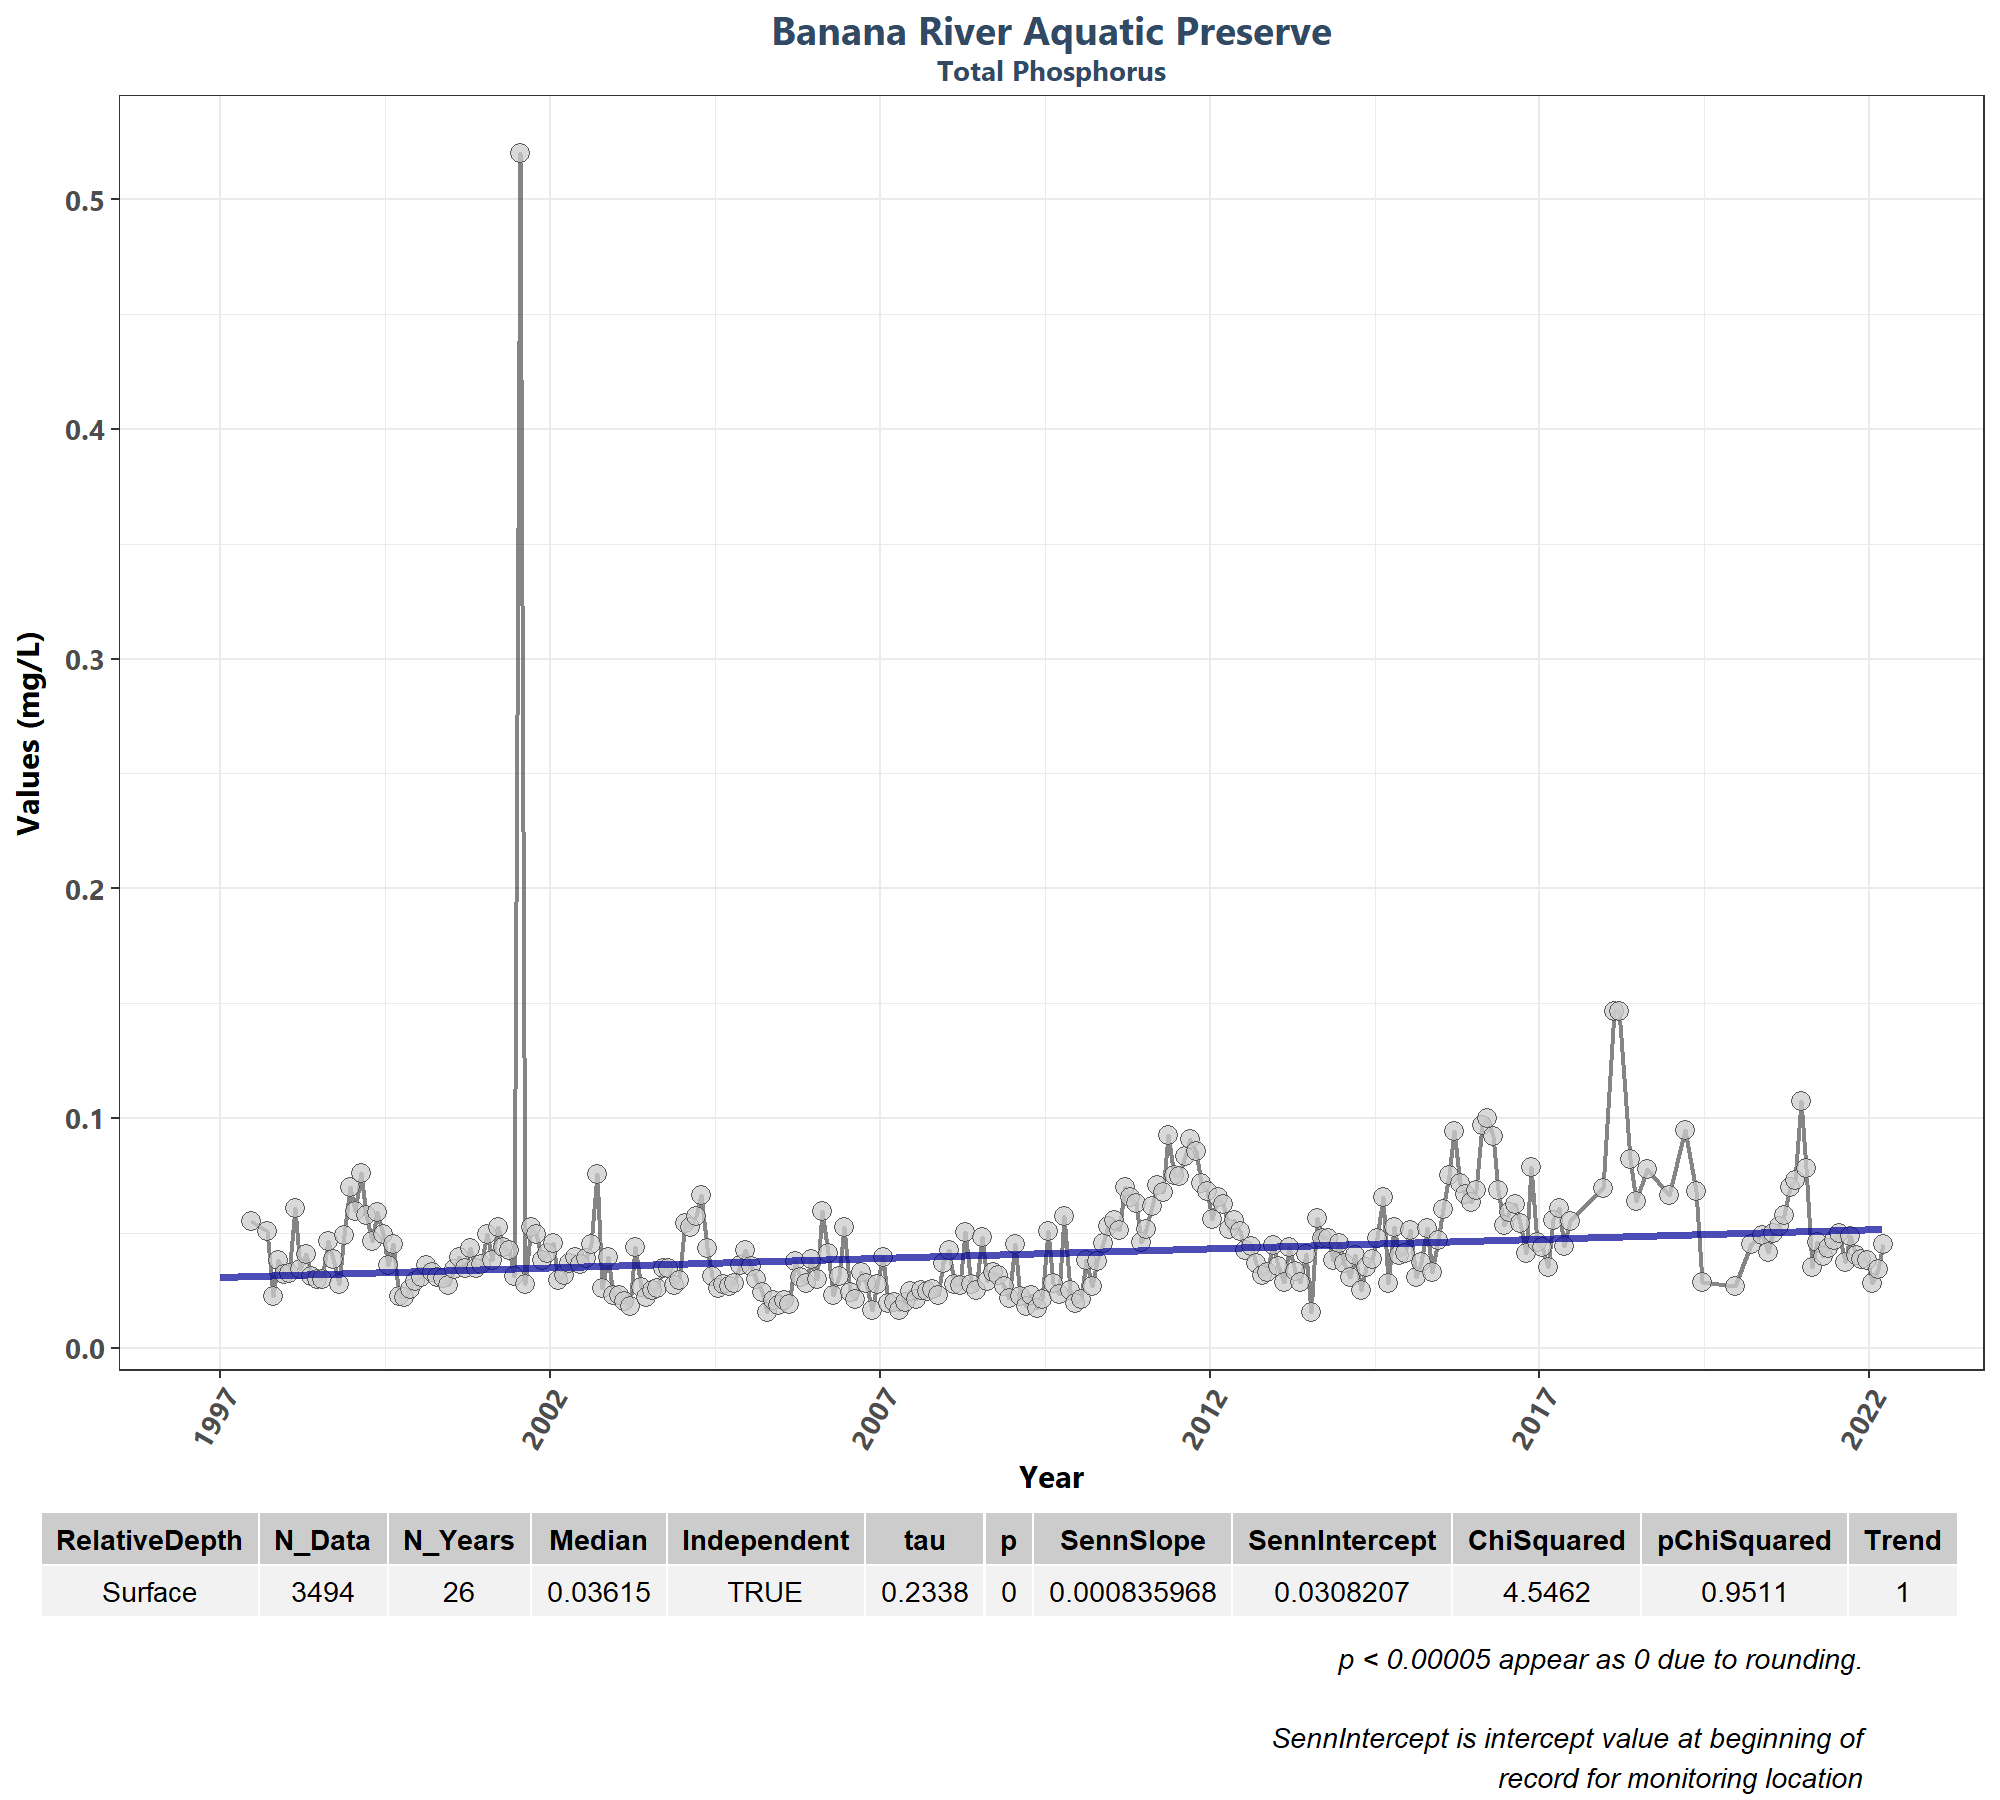 Banana River Aquatic Preserve
Total Phosphorus
0.5
0.4
0.3
0.2
0.1
0.0
Values (mg/L)
1997 2002 2007 2012 2017 2022
Year
RelativeDepth N_Data N_Years Median Independent tau p SennSlope SennIntercept ChiSquared pChiSquared Trend
Surface 3494 26 0.03615 TRUE 0.2338 0 0.000835968 0.0308207 4.5462 0.9511 1
p < 0.00005 appear as 0 due to rounding.
SennIntercept is intercept value at beginning of
record for monitoring location